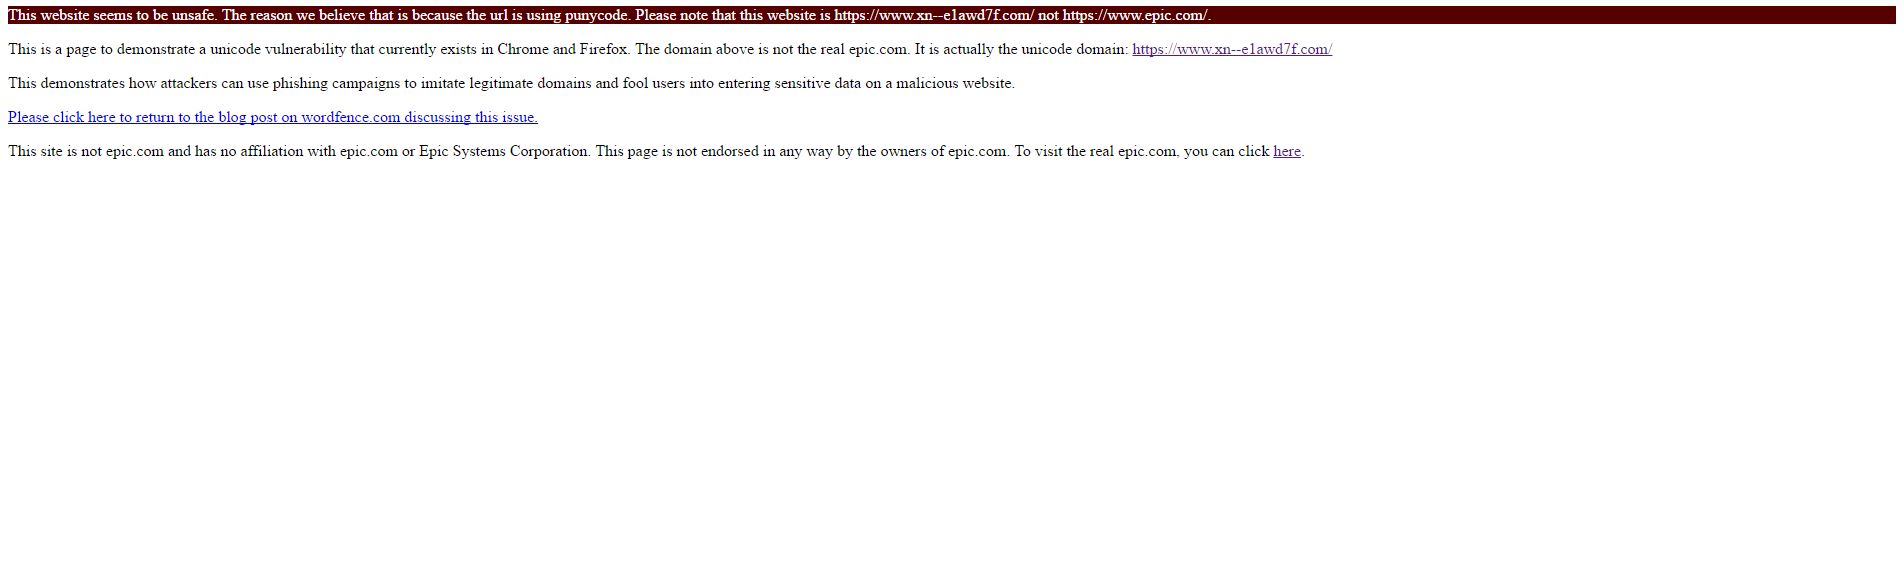 This website seems to be unsafe. The reason we believe that is because the url is using punycode. Please note that this website is https://www.xn--e1awd7f.com/ not https://www.epic.com/.
This is a page to demonstrate a unicode vulnerability that currently exists in Chrome and Firefox. The domain above is not the real epic.com. It is actually the unicode domain: https://www.xn--e1awd7f.com/
This demonstrates how attackers can use phishing campaigns to imitate legitimate domains and fool users into entering sensitive data on a malicious website.
Please click here to return to the blog post on wordfence.com discussing this issue.
This site is not epic.com and has no affiliation with epic.com or Epic Systems Corporation. This page is not endorsed in any way by the owners of epic.com. To visit the real epic.com, you can click here.